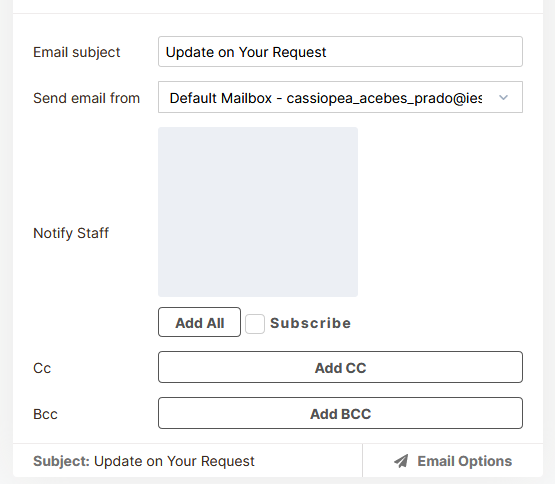 Email subject
Update on Your Request
Send email from
Default Mailbox - cassiopea_acebes_prado@ies
Notify Staff
Add All
Subscribe
Cc
Add CC
Bcc
Add BCC
Subject: Update on Your Request
Email Options